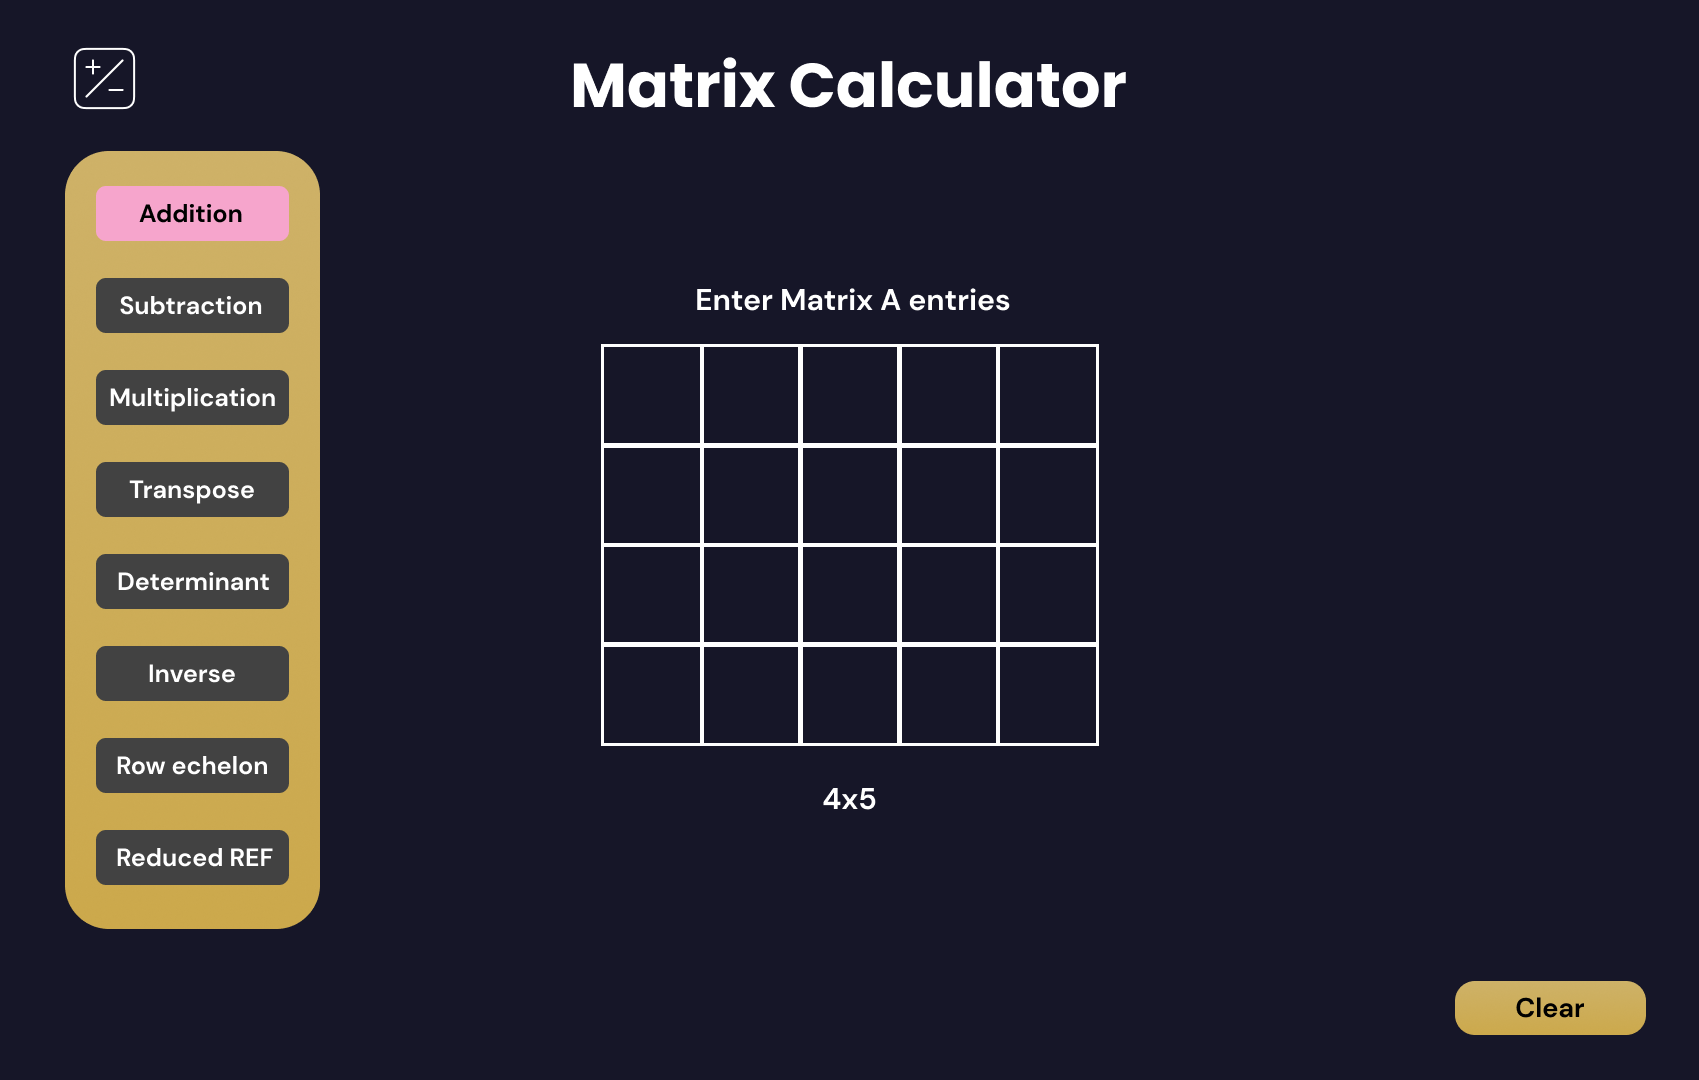 Matrix Calculator
Addition
Subtraction
Multiplication
Transpose
Determinant
Inverse
Row echelon
Reduced REF
Enter Matrix A entries
4x5
Clear